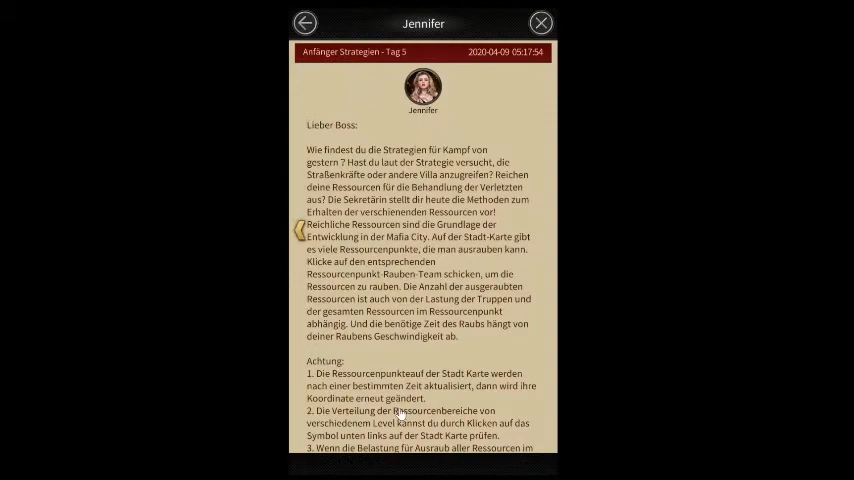 Jennifer
Anfänger Strategien - Tag 5 2020-04-09 05:17:54
Jennifer
Lieber Boss:
Wie findest du die Strategien für Kampf von
gestern ? Hast du laut der Strategie versucht, die
Straßenkräfte oder andere Villa anzugreifen? Reichen
deine Ressourcen für die Behandlung der Verletzten
aus? Die Sekretärin stellt dir heute die Methoden zum
Erhalten der verschienenden Ressourcen vor!
Reichliche Ressourcen sind die Grundlage der
Entwicklung in der Mafia City. Auf der Stadt-Karte gibt
es viele Ressourcenpunkte, die man ausrauben kann.
Klicke auf den entsprechenden
Ressourcenpunkt-Rauben-Team schicken, um die
Ressourcen zu rauben. Die Anzahl der ausgeraubten
Ressourcen ist auch von der Lastung der Truppen und
der gesamten Ressourcen im Ressourcenpunkt
abhängig. Und die benötige Zeit des Raubs hängt von
deiner Raubens Geschwindigkeit ab.
Achtung:
1. Die Ressourcenpunkteauf der Stadt Karte werden
nach einer bestimmten Zeit aktualisiert, dann wird ihre
Koordinate erneut geändert.
2. Die Verteilung der Ressourcenbereiche von
verschiedenem Level kannst du durch Klicken auf das
Symbol unten links auf der Stadt Karte prüfen.
3. Wenn die Belastung für Ausraub aller Ressourcen im